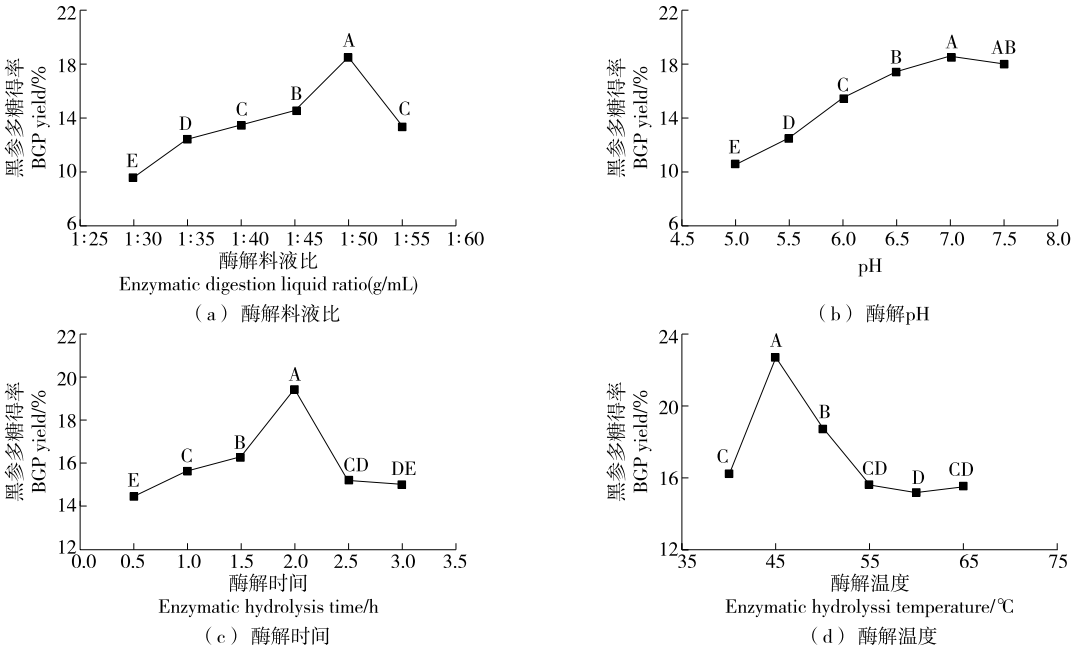 22
18
14
10
6
黑参多糖得率
BGP yield/%
E
D
C
B
A
C
1:25 1:30 1:35 1:40 1:45 1:50 1:55 1:60
酶解料液比
Enzymatic digestion liquid ratio(g/mL)
(a) 酶解料液比
22
18
14
10
6
黑参多糖得率
BGP yield/%
E
D
C
B
A
AB
4.5 5.0 5.5 6.0 6.5 7.0 7.5 8.0
pH
(b) 酶解pH
22
20
18
16
14
12
黑参多糖得率
BGP yield/%
E
C
B
A
CD
DE
0.0 0.5 1.0 1.5 2.0 2.5 3.0 3.5
酶解时间
Enzymatic hydrolysis time/h
(c) 酶解时间
24
20
16
12
黑参多糖得率
BGP yield/%
C
A
B
CD
D
CD
35 45 55 65 75
酶解温度
Enzymatic hydrolyssi temperature/℃
(d) 酶解温度